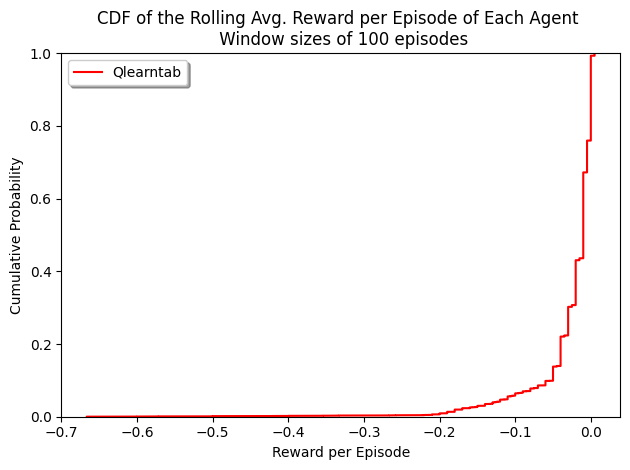 CDF of the Rolling Avg. Reward per Episode of Each Agent
Window sizes of 100 episodes
Qlearntab
Cumulative Probability
1.0
0.8
0.6
0.4
0.2
0.0
−0.7 −0.6 −0.5 −0.4 −0.3 −0.2 −0.1 0.0
Reward per Episode